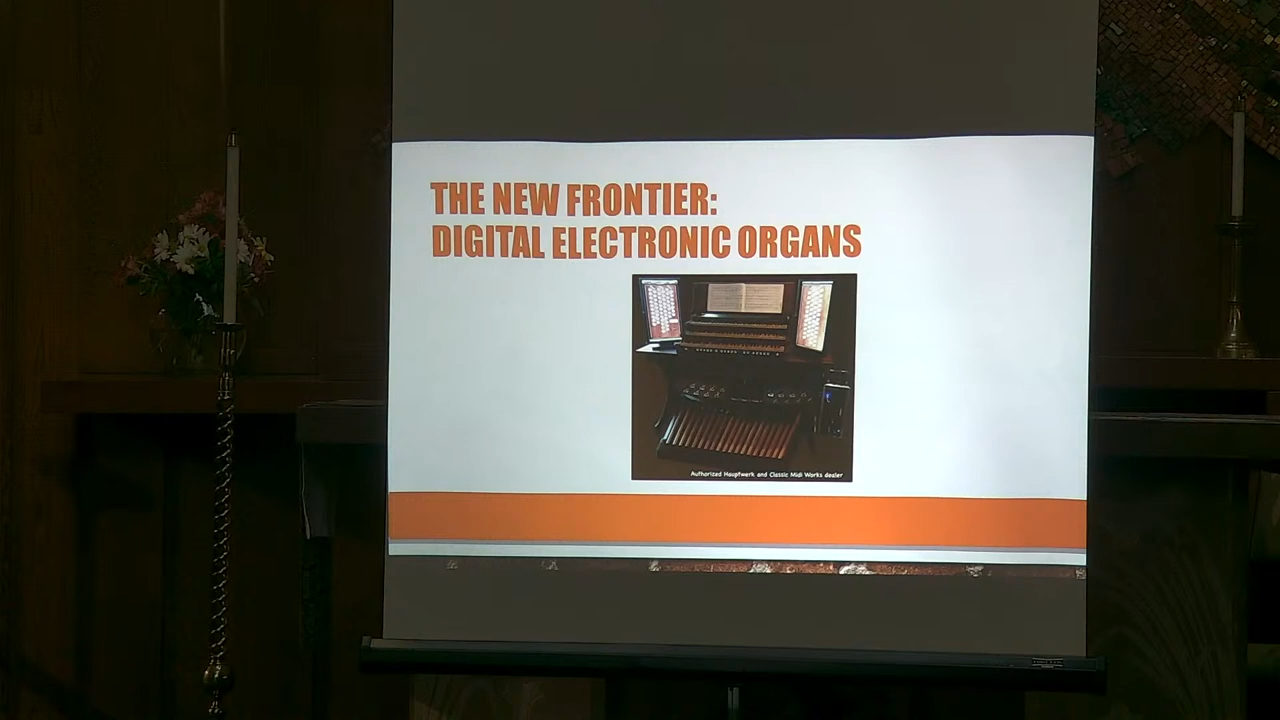 THE NEW FRONTIER:
DIGITAL ELECTRONIC ORGANS
Authorized Hauptwerk and Classic Midi Works dealer